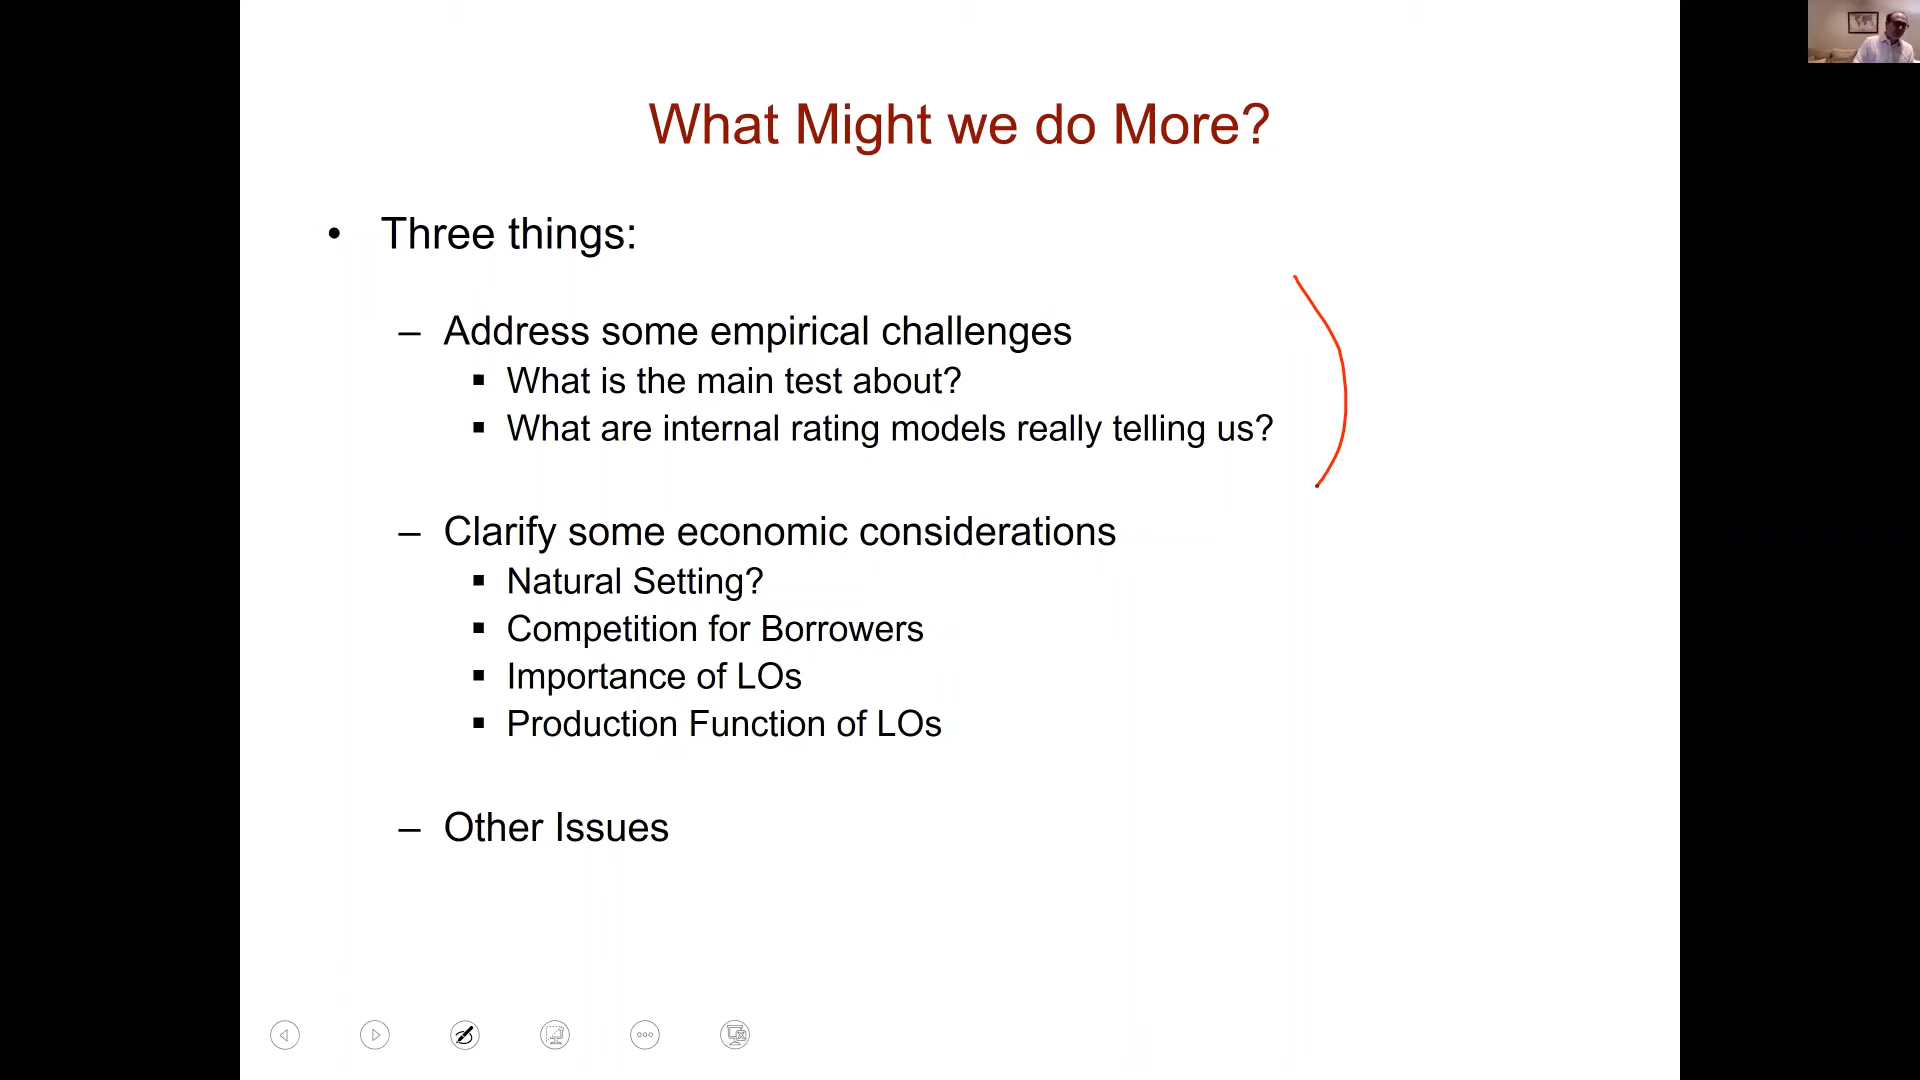 What Might we do More?
• Three things:
– Address some empirical challenges
▪ What is the main test about?
▪ What are internal rating models really telling us?
– Clarify some economic considerations
▪ Natural Setting?
▪ Competition for Borrowers
▪ Importance of LOs
▪ Production Function of LOs
– Other Issues